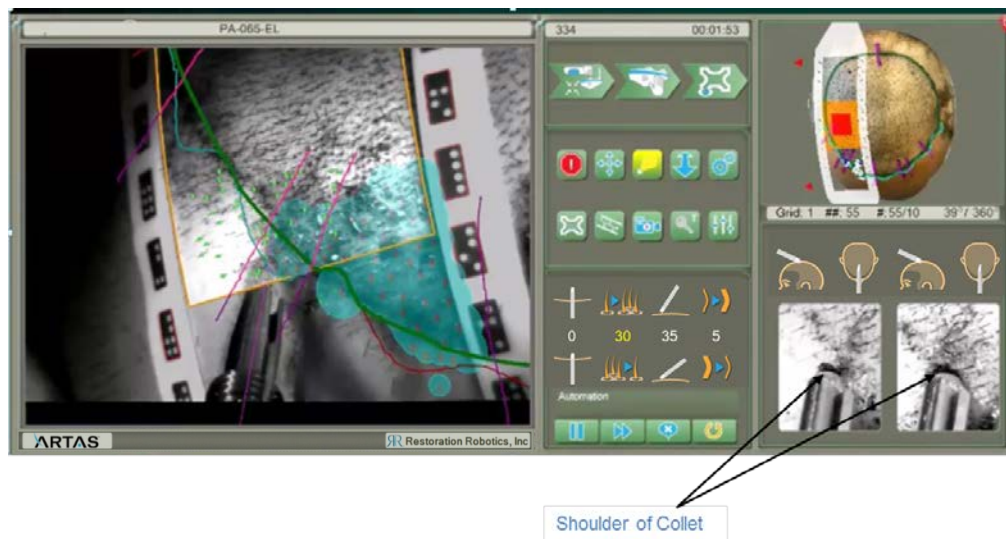 PA-065-EL
334 00:01:53
Grid: 1 ##: 55 #: 55/10 39°/ 360°
0 30 35 5
Automation
ARTAS
Restoration Robotics, Inc
Shoulder of Collet